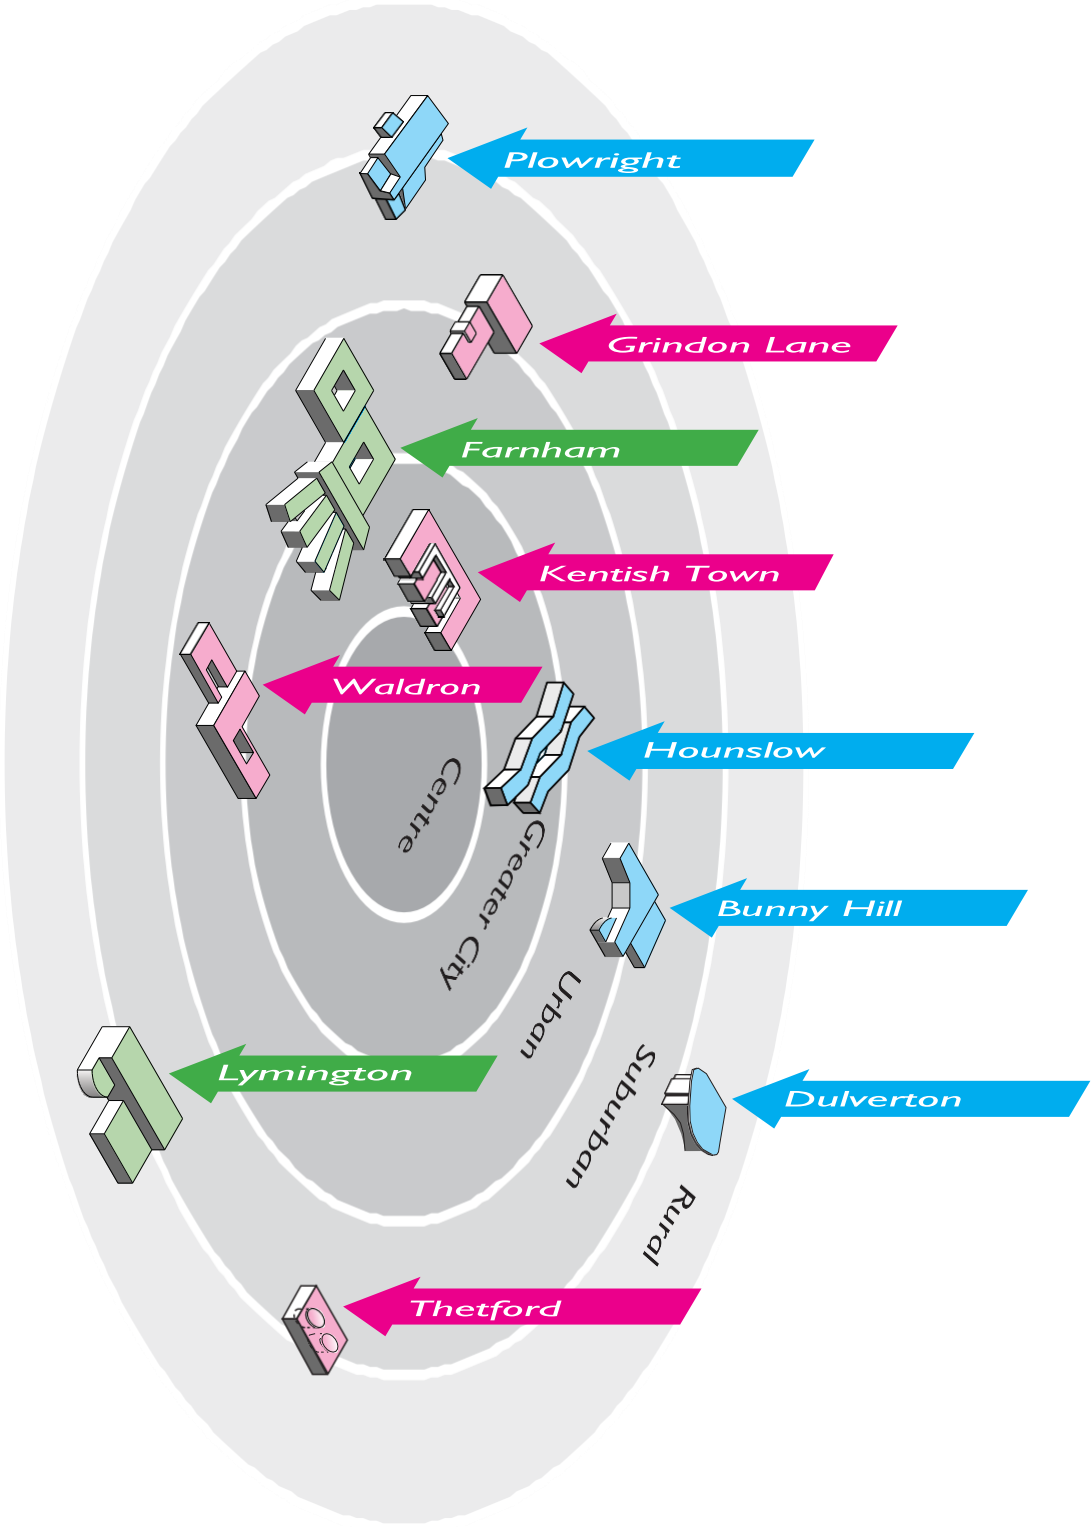 Plowright
Grindon Lane
Farnham
Kentish Town
Waldron
Hounslow
Centre
Greater City
Bunny Hill
Urban
Suburban
Lymington
Dulverton
Rural
Thetford